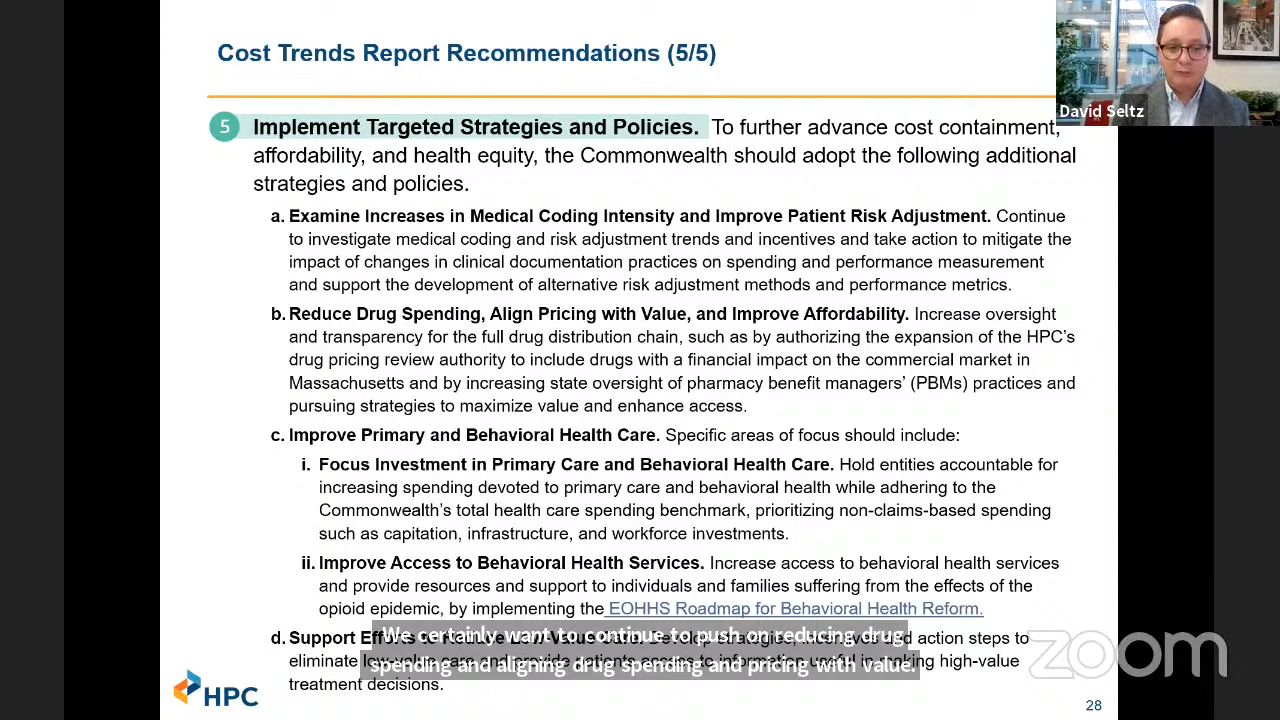 Cost Trends Report Recommendations (5/5)
David Seltz
5 Implement Targeted Strategies and Policies. To further advance cost containment,
affordability, and health equity, the Commonwealth should adopt the following additional
strategies and policies.
a. Examine Increases in Medical Coding Intensity and Improve Patient Risk Adjustment. Continue
to investigate medical coding and risk adjustment trends and incentives and take action to mitigate the
impact of changes in clinical documentation practices on spending and performance measurement
and support the development of alternative risk adjustment methods and performance metrics.
b. Reduce Drug Spending, Align Pricing with Value, and Improve Affordability. Increase oversight
and transparency for the full drug distribution chain, such as by authorizing the expansion of the HPC's
drug pricing review authority to include drugs with a financial impact on the commercial market in
Massachusetts and by increasing state oversight of pharmacy benefit managers' (PBMs) practices and
pursuing strategies to maximize value and enhance access.
c. Improve Primary and Behavioral Health Care. Specific areas of focus should include:
i. Focus Investment in Primary Care and Behavioral Health Care. Hold entities accountable for
increasing spending devoted to primary care and behavioral health while adhering to the
Commonwealth's total health care spending benchmark, prioritizing non-claims-based spending
such as capitation, infrastructure, and workforce investments.
ii. Improve Access to Behavioral Health Services. Increase access to behavioral health services
and provide resources and support to individuals and families suffering from the effects of the
opioid epidemic, by implementing the EOHHS Roadmap for Behavioral Health Reform.
d. Support action steps to
eliminate high-value
treatment decisions.
We certainly want to continue to push on reducing drug
spending and aligning drug spending and pricing with value.
zoom
HPC
28